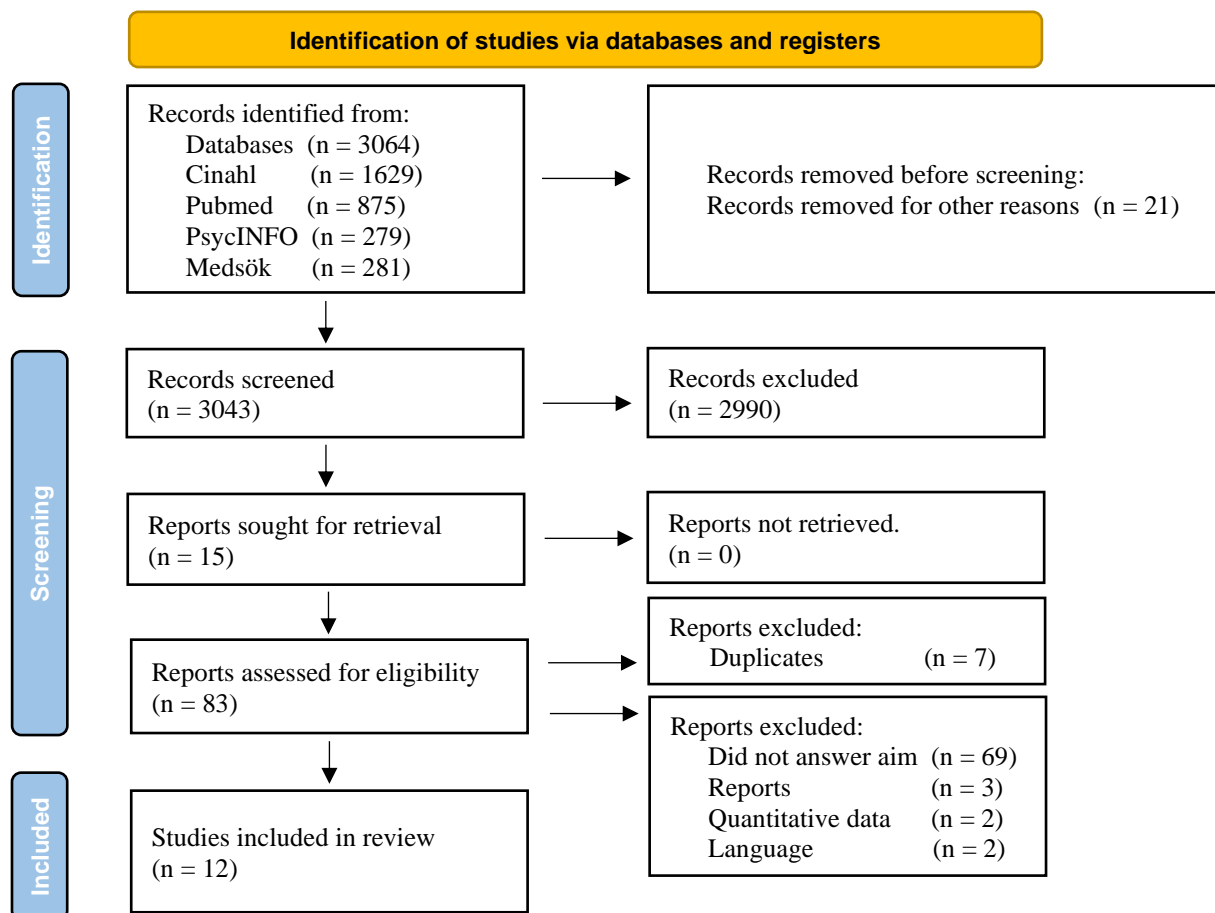 Identification of studies via databases and registers
Identification
Records identified from:
Databases (n = 3064)
Cinahl (n = 1629)
Pubmed (n = 875)
PsycINFO (n = 279)
Medsök (n = 281)
Records removed before screening:
Records removed for other reasons (n = 21)
Screening
Records screened
(n = 3043)
Records excluded
(n = 2990)
Reports sought for retrieval
(n = 15)
Reports not retrieved.
(n = 0)
Reports assessed for eligibility
(n = 83)
Reports excluded:
Duplicates (n = 7)
Reports excluded:
Did not answer aim (n = 69)
Reports (n = 3)
Quantitative data (n = 2)
Language (n = 2)
Included
Studies included in review
(n = 12)